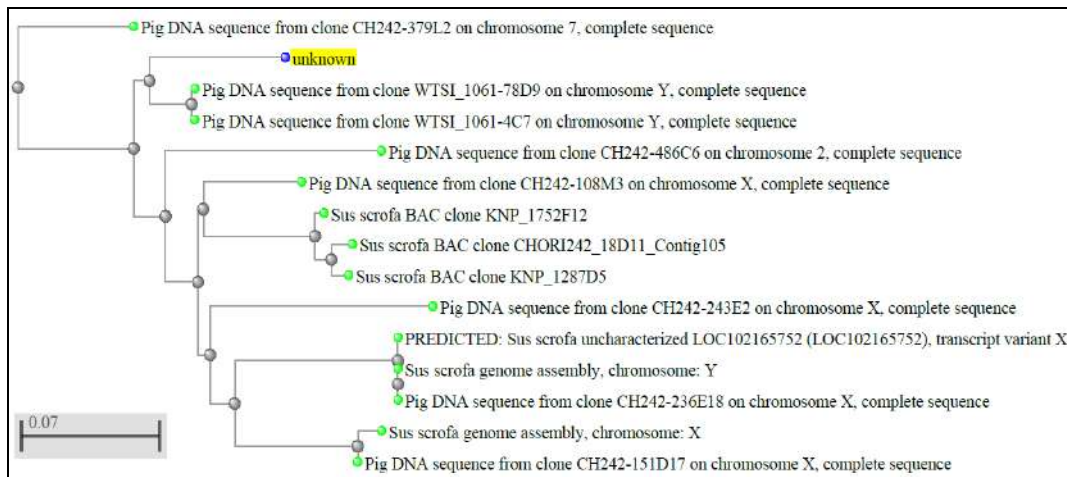 Pig DNA sequence from clone CH242-379L2 on chromosome 7, complete sequence
unknown
Pig DNA sequence from clone WTSI_1061-78D9 on chromosome Y, complete sequence
Pig DNA sequence from clone WTSI_1061-4C7 on chromosome Y, complete sequence
Pig DNA sequence from clone CH242-486C6 on chromosome 2, complete sequence
Pig DNA sequence from clone CH242-108M3 on chromosome X, complete sequence
Sus scrofa BAC clone KNP_1752F12
Sus scrofa BAC clone CHORI242_18D11_Contig105
Sus scrofa BAC clone KNP_1287D5
Pig DNA sequence from clone CH242-243E2 on chromosome X, complete sequence
PREDICTED: Sus scrofa uncharacterized LOC102165752 (LOC102165752), transcript variant X
Sus scrofa genome assembly, chromosome: Y
Pig DNA sequence from clone CH242-236E18 on chromosome X, complete sequence
0.07
Sus scrofa genome assembly, chromosome: X
Pig DNA sequence from clone CH242-151D17 on chromosome X, complete sequence